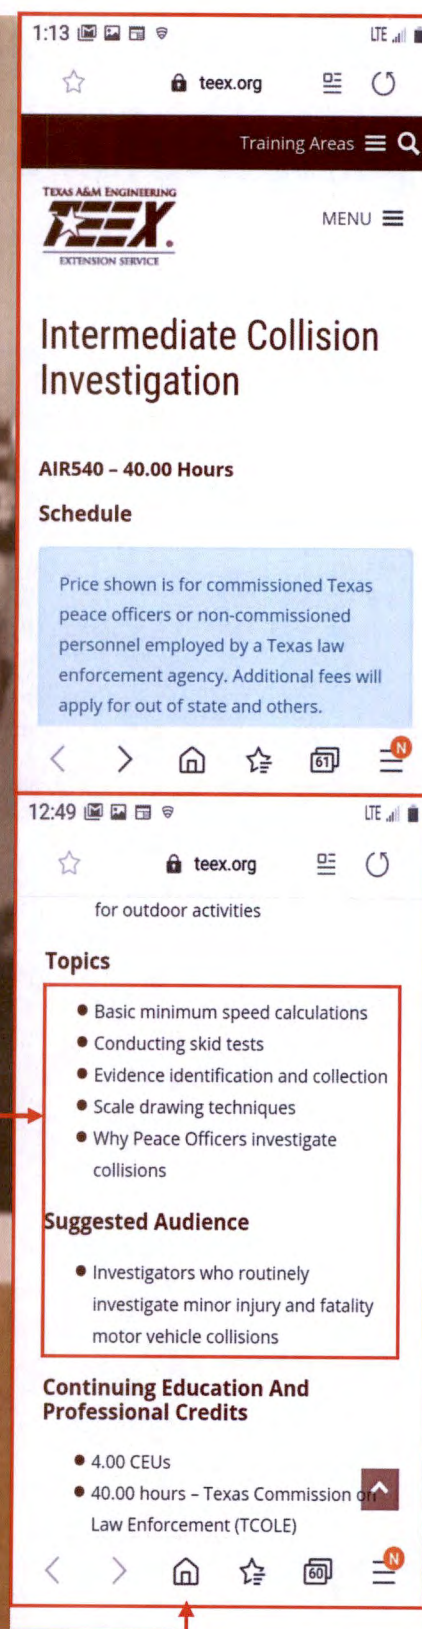 1:13
LTE
teex.org
Training Areas
TEXAS A&M ENGINEERING
TEEX.
EXTENSION SERVICE
MENU
Intermediate Collision
Investigation
AIR540 – 40.00 Hours
Schedule
Price shown is for commissioned Texas
peace officers or non-commissioned
personnel employed by a Texas law
enforcement agency. Additional fees will
apply for out of state and others.
61
N
12:49
LTE
teex.org
for outdoor activities
Topics
● Basic minimum speed calculations
● Conducting skid tests
● Evidence identification and collection
● Scale drawing techniques
● Why Peace Officers investigate
collisions
Suggested Audience
● Investigators who routinely
investigate minor injury and fatality
motor vehicle collisions
Continuing Education And
Professional Credits
● 4.00 CEUs
● 40.00 hours – Texas Commission on
Law Enforcement (TCOLE)
60
N